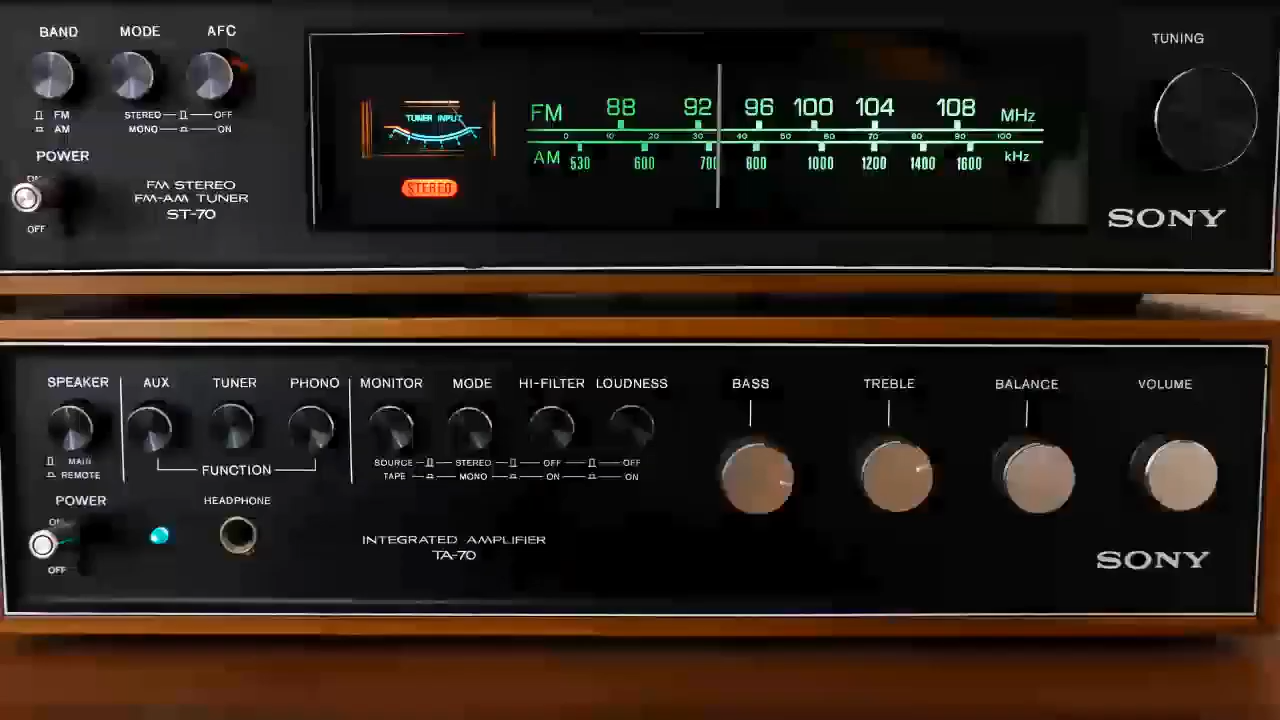 BAND MODE AFC
TUNING
FM STEREO OFF
AM MONO ON
POWER
ON
OFF
FM STEREO
FM-AM TUNER
ST-70
TUNER INPUT
STEREO
FM 88 92 96 100 104 108 MHz
0 10 20 30 40 50 60 70 80 90 100
AM 530 600 700 800 1000 1200 1400 1600 kHz
SONY
SPEAKER AUX TUNER PHONO MONITOR MODE HI-FILTER LOUDNESS BASS TREBLE BALANCE VOLUME
MAIN SOURCE STEREO OFF OFF
REMOTE FUNCTION TAPE MONO ON ON
POWER HEADPHONE
ON
OFF
INTEGRATED AMPLIFIER
TA-70
SONY